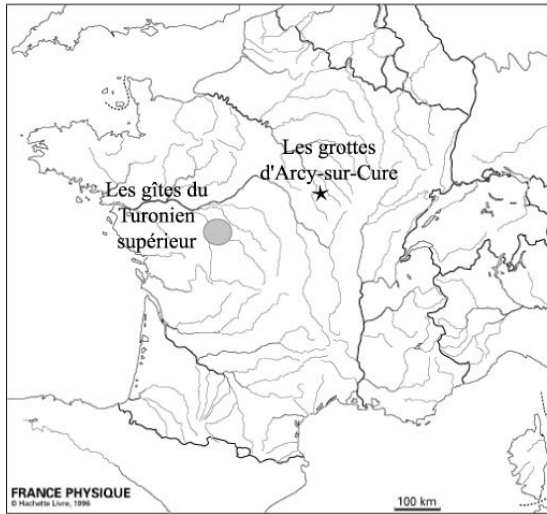 Les grottes
d'Arcy-sur-Cure
Les gîtes du
Turonien
supérieur
FRANCE PHYSIQUE
© Hachette Livre, 1996
100 km